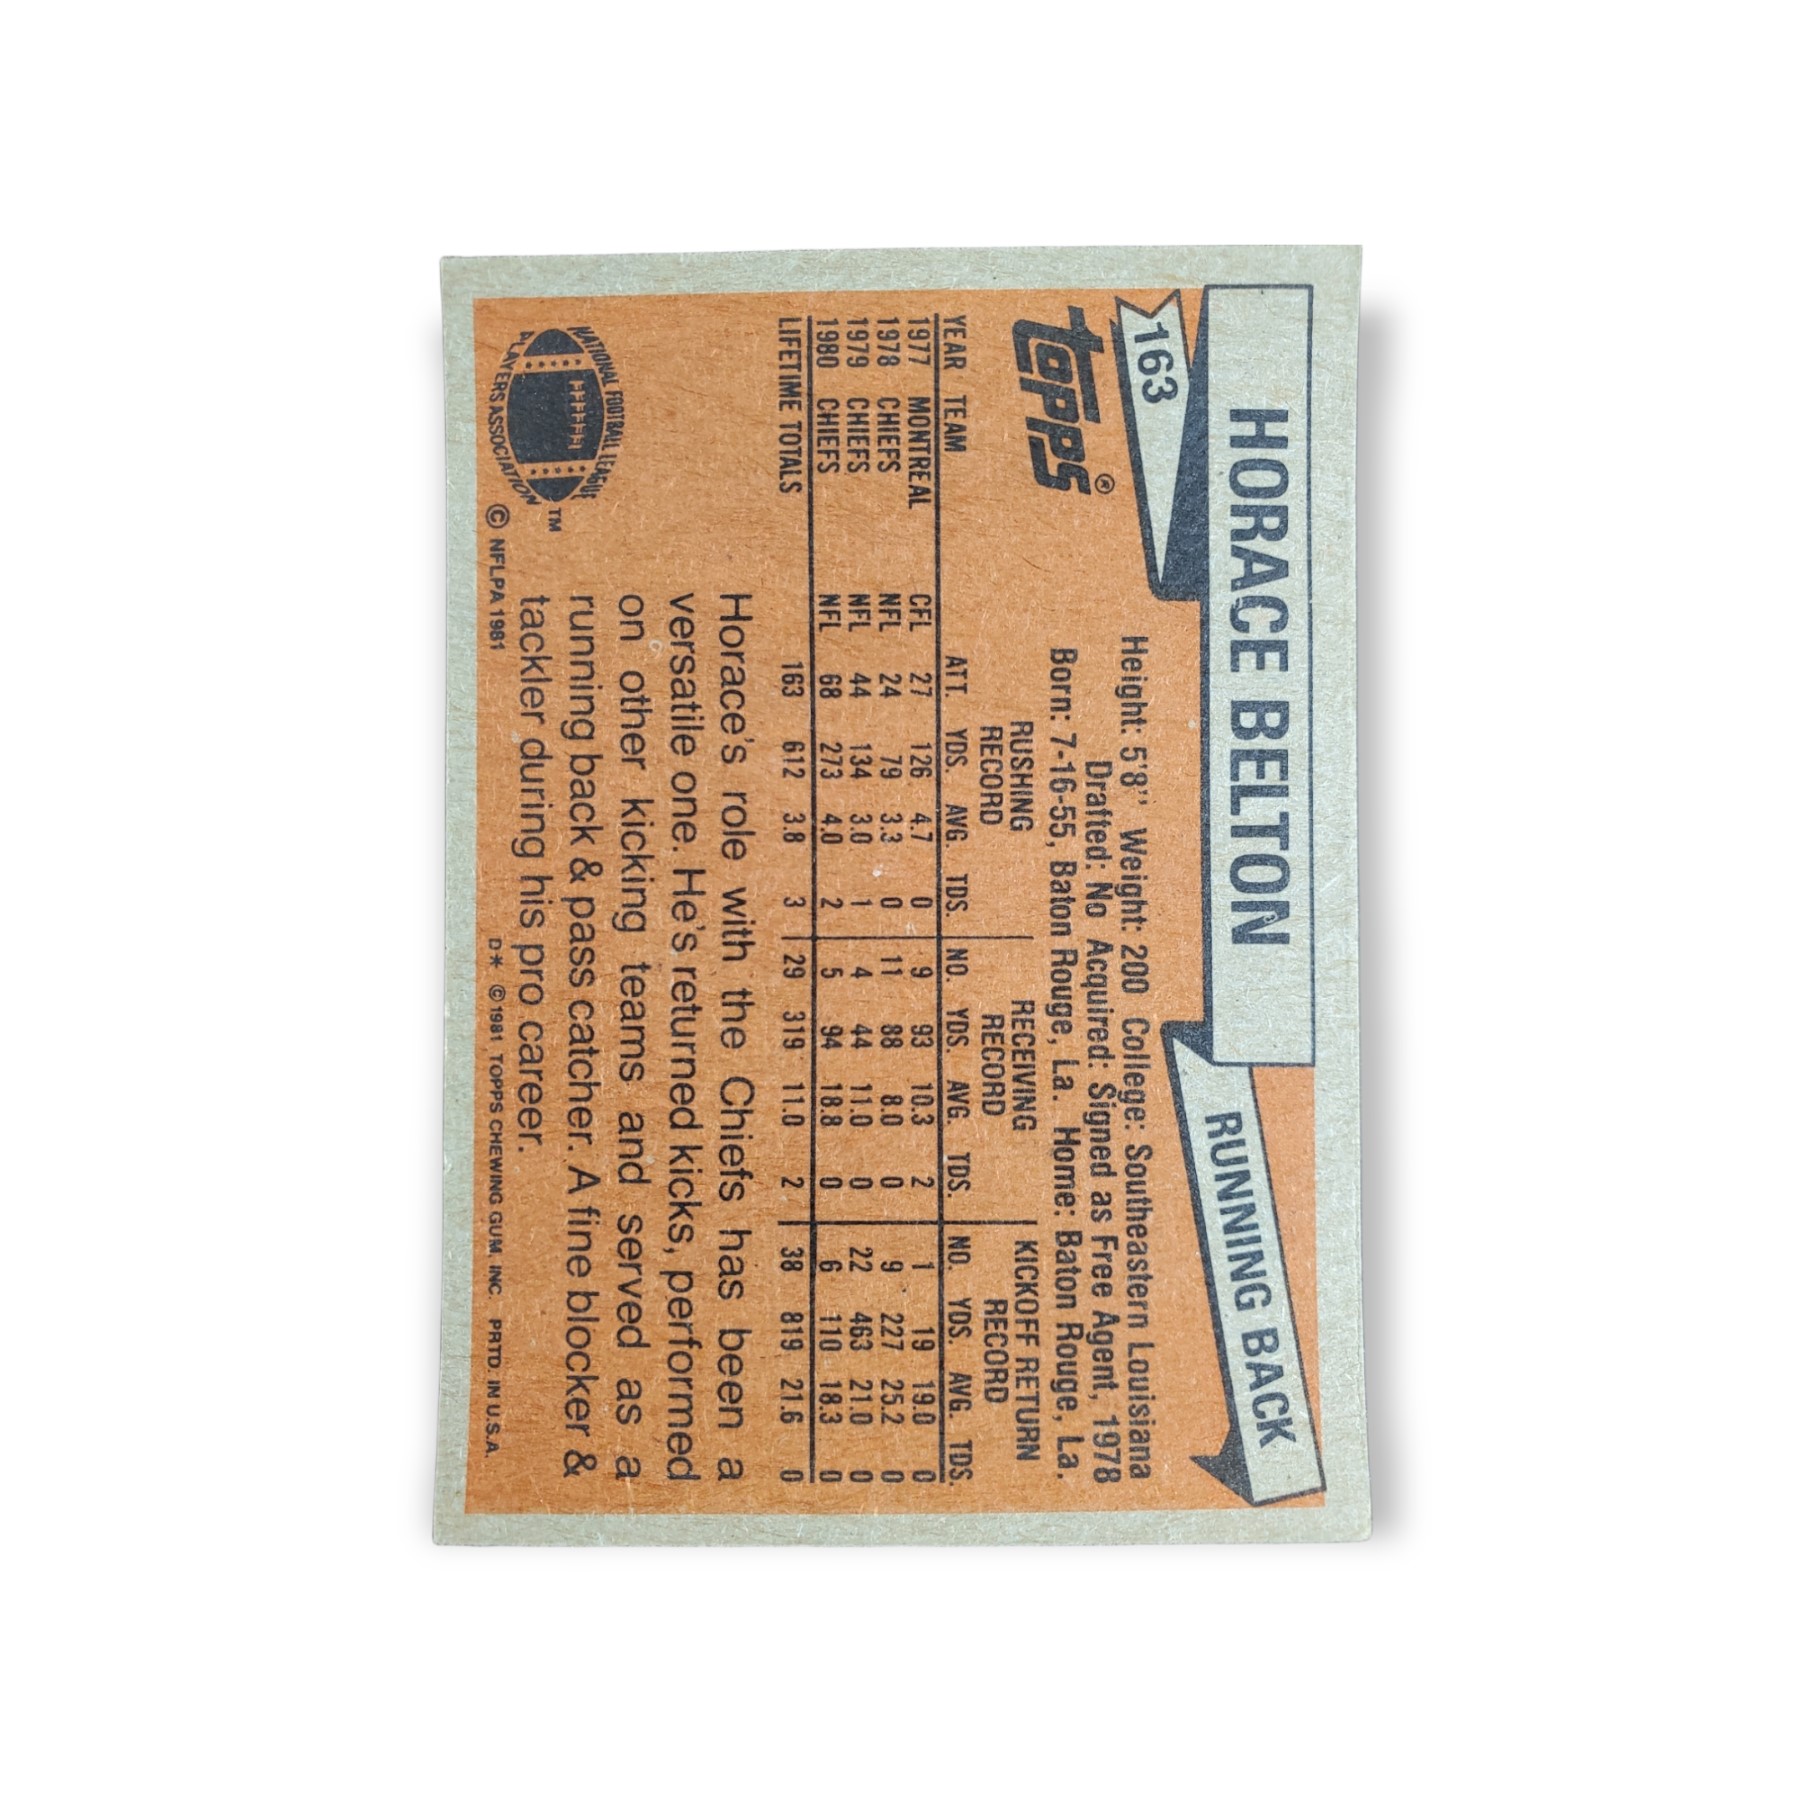 HORACE BELTON
RUNNING BACK
163
TOPPS®
Height: 5'8" Weight: 200 College: Southeastern Louisiana
Drafted: No Acquired: Signed as Free Agent, 1978
Born: 7-16-55, Baton Rouge, La. Home: Baton Rouge, La.
RUSHING RECORD RECEIVING RECORD KICKOFF RETURN RECORD
YEAR TEAM ATT. YDS. AVG. TDS. NO. YDS. AVG. TDS. NO. YDS. AVG. TDS.
1977 MONTREAL CFL 27 126 4.7 0 9 93 10.3 2 1 19 19.0 0
1978 CHIEFS NFL 24 79 3.3 0 11 88 8.0 0 9 227 25.2 0
1979 CHIEFS NFL 44 134 3.0 1 4 44 11.0 0 22 463 21.0 0
1980 CHIEFS NFL 68 273 4.0 2 5 94 18.8 0 6 110 18.3 0
LIFETIME TOTALS 163 612 3.8 3 29 319 11.0 2 38 819 21.6 0
Horace's role with the Chiefs has been a
versatile one. He's returned kicks, performed
on other kicking teams and served as a
running back & pass catcher. A fine blocker &
tackler during his pro career.
NATIONAL FOOTBALL LEAGUE
PLAYERS ASSOCIATION
TM
© NFLPA 1981
D* © 1981, TOPPS CHEWING GUM, INC. PRTD. IN U.S.A.